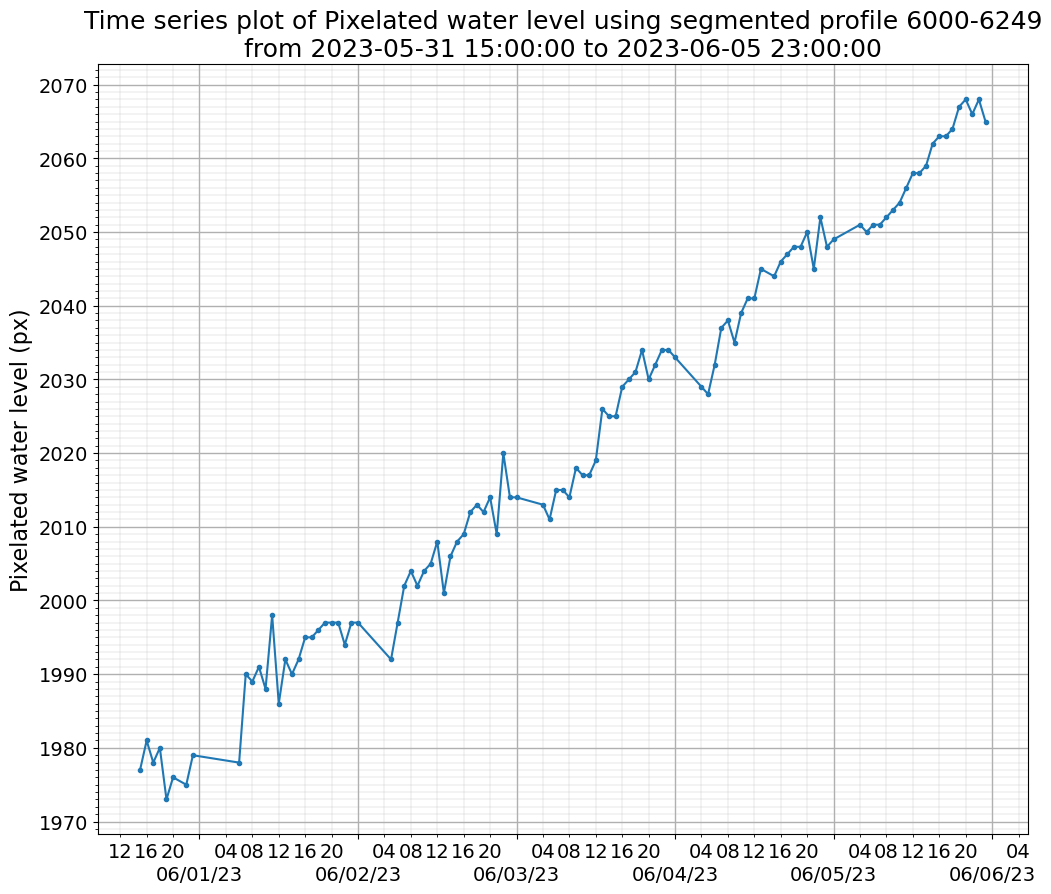 Time series plot of Pixelated water level using segmented profile 6000-6249
from 2023-05-31 15:00:00 to 2023-06-05 23:00:00
Pixelated water level (px)
2070
2060
2050
2040
2030
2020
2010
2000
1990
1980
1970
12 16 20 04 08 12 16 20 04 08 12 16 20 04 08 12 16 20 04 08 12 16 20 04 08 12 16 20 04
06/01/23 06/02/23 06/03/23 06/04/23 06/05/23 06/06/23